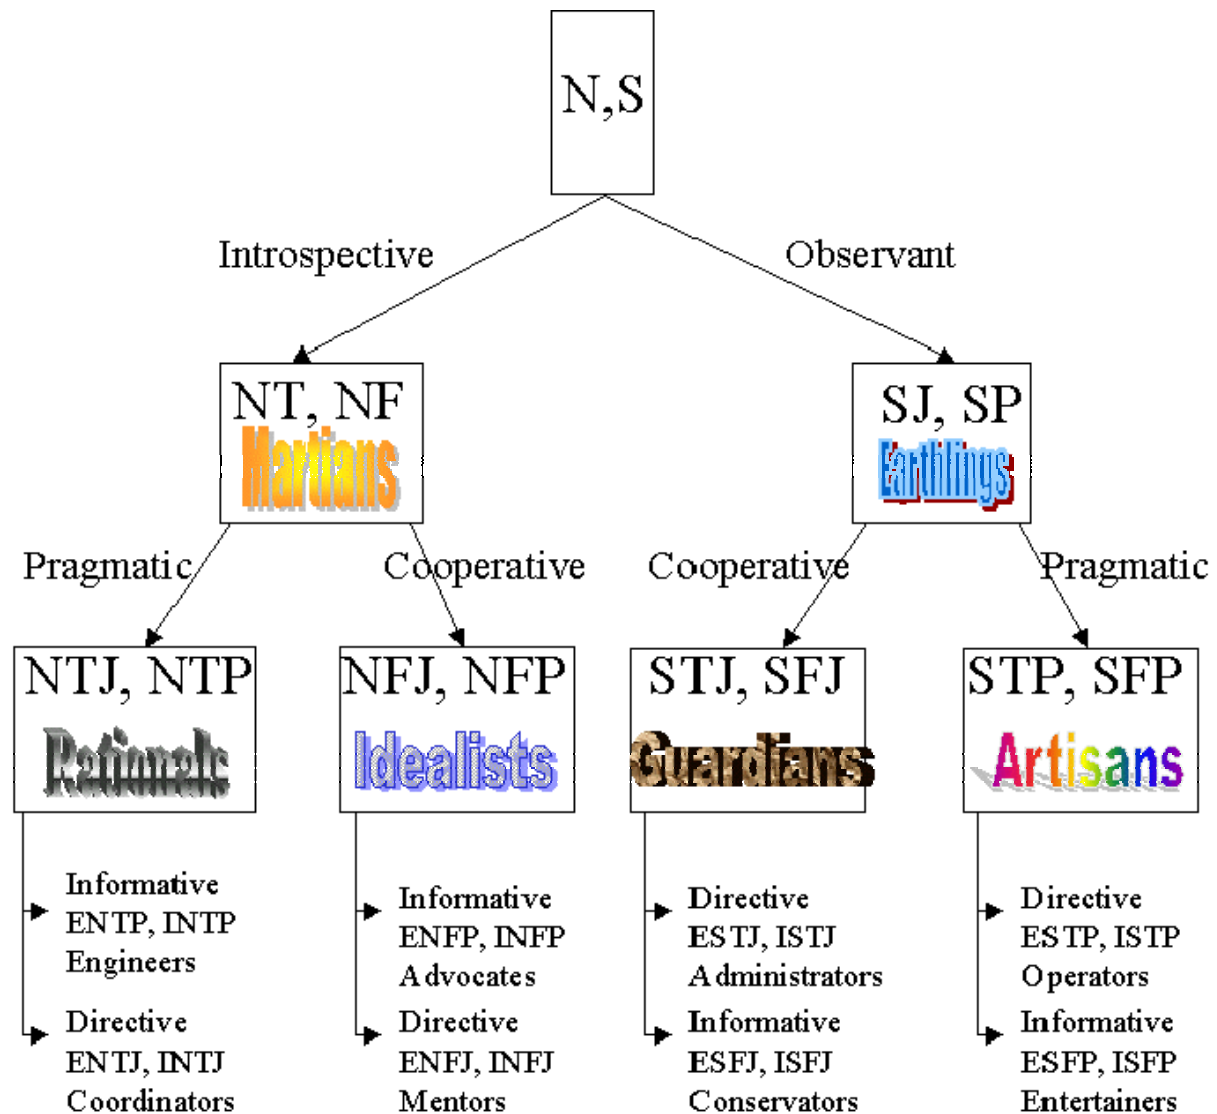 N,S
Introspective
Observant
NT, NF
Martians
SJ, SP
Earthlings
Pragmatic
Cooperative
Cooperative
Pragmatic
NTJ, NTP
Rationals
NFJ, NFP
Idealists
STJ, SFJ
Guardians
STP, SFP
Artisans
Informative
ENTP, INTP
Engineers
Directive
ENTJ, INTJ
Coordinators
Informative
ENFP, INFP
Advocates
Directive
ENFJ, INFJ
Mentors
Directive
ESTJ, ISTJ
Administrators
Informative
ESFJ, ISFJ
Conservators
Directive
ESTP, ISTP
Operators
Informative
ESFP, ISFP
Entertainers